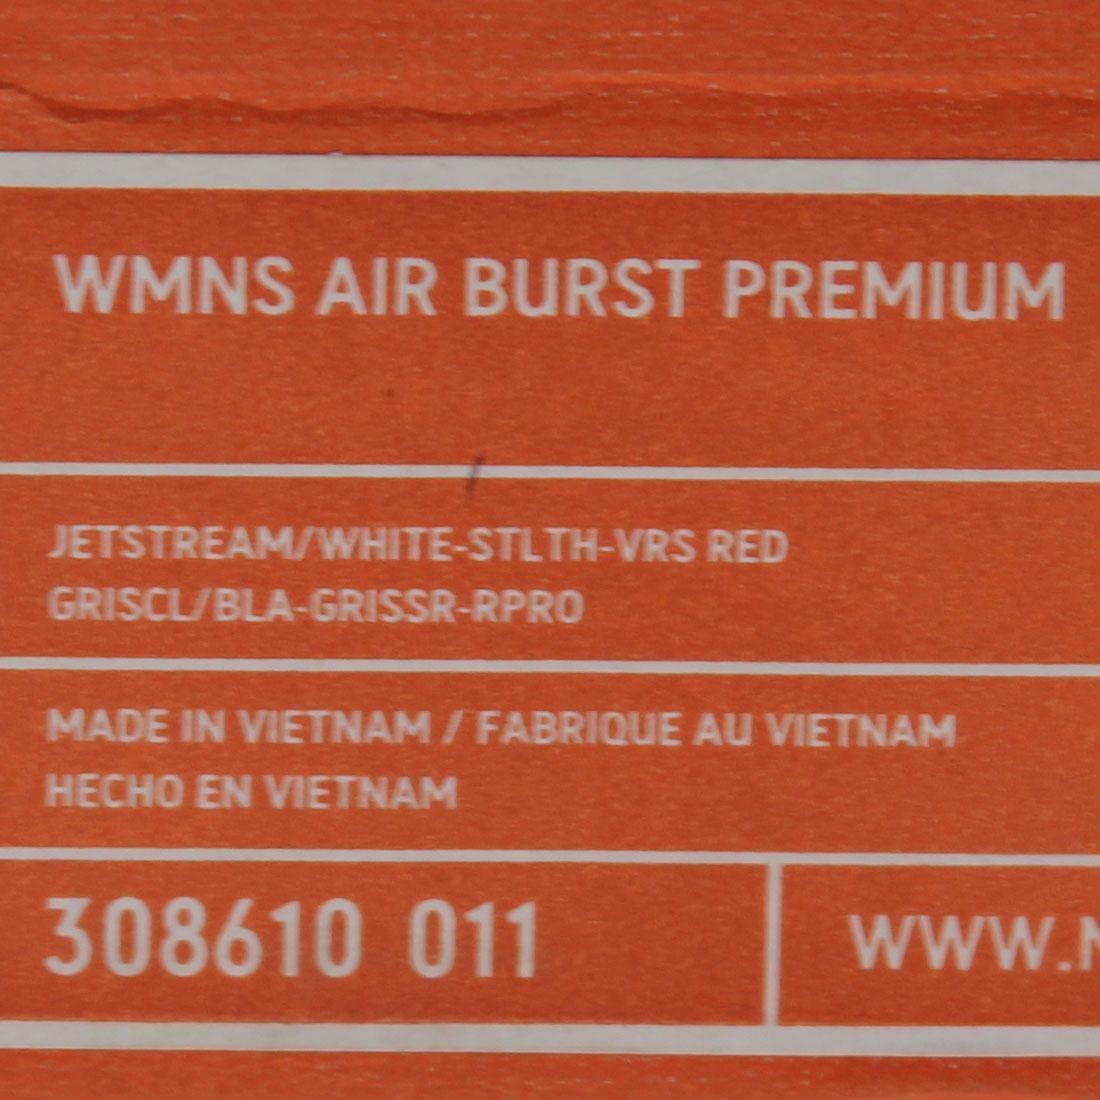 WMNS AIR BURST PREMIUM
JETSTREAM/WHITE-STLTH-VRS RED
GRISCL/BLA-GRISSR-RPRO
MADE IN VIETNAM / FABRIQUE AU VIETNAM
HECHO EN VIETNAM
308610 011
WWW.